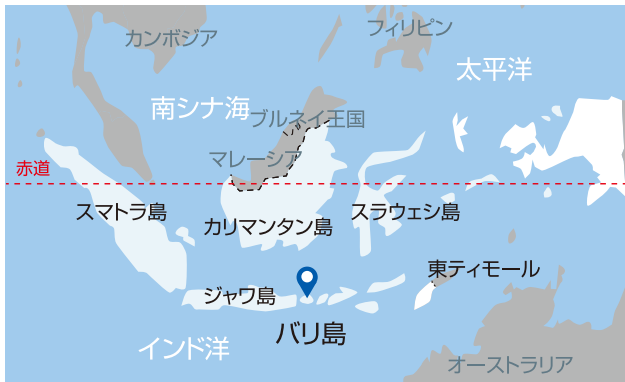 カンボジア
フィリピン
太平洋
南シナ海
ブルネイ王国
マレーシア
赤道
スマトラ島
カリマンタン島
スラウェシ島
東ティモール
ジャワ島
バリ島
インド洋
オーストラリア